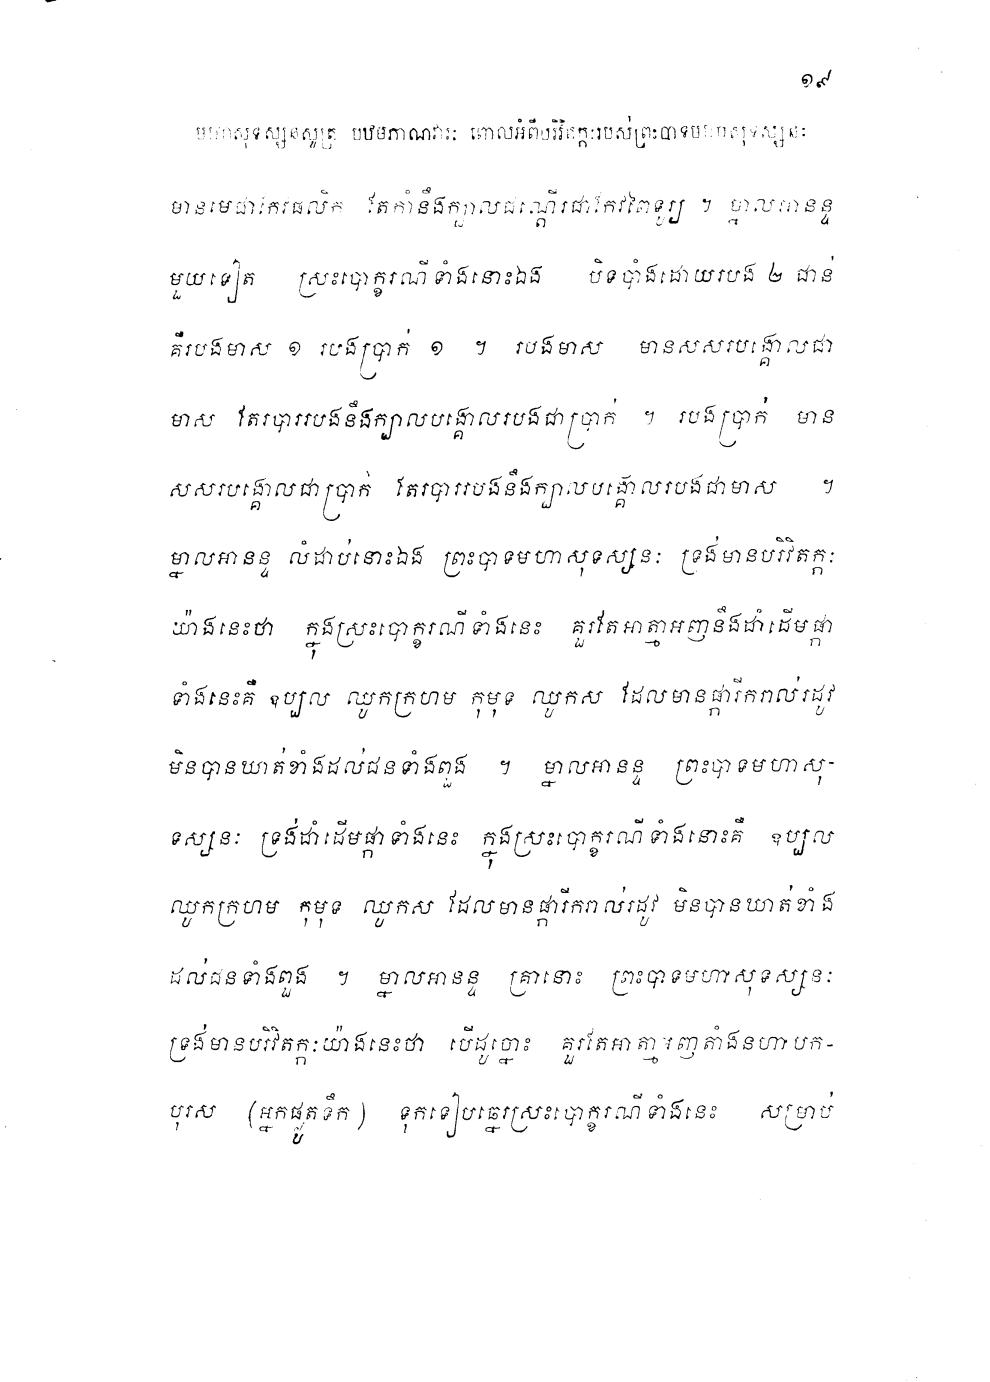 ១៩
មហាសុទស្សនសូត្រ បឋមភាណវារៈ ពោលអំពីបរិវិតក្កៈរបស់ព្រះបាទមហាសុទស្សនៈ
មានមេជាកែវផលិក តែកាំនឹងក្បាលជណ្តើរជាកែវវៃទូរ្យ ។ ម្នាលអានន្ទ
មួយទៀត ស្រះបោក្ខរណីទាំងនោះឯង បិទបាំងដោយរបង ២ ជាន់
គឺរបងមាស ១ របងប្រាក់ ១ ។ របងមាស មានសសរបង្គោលជា
មាស តែរបាររបងនឹងក្បាលបង្គោលរបងជាប្រាក់ ។ របងប្រាក់ មាន
សសរបង្គោលជាប្រាក់ តែរបាររបងនឹងក្បាលបង្គោលរបងជាមាស ។
ម្នាលអានន្ទ លំដាប់នោះឯង ព្រះបាទមហាសុទស្សនៈ ទ្រង់មានបរិវិតក្កៈ
យ៉ាងនេះថា ក្នុងស្រះបោក្ខរណីទាំងនេះ គួរតែអាត្មាអញនឹងដាំដើមផ្កា
ទាំងនេះគឺ ឧប្បល ឈូកក្រហម កុមុទ ឈូកស ដែលមានផ្ការីករាល់រដូវ
មិនបានឃាត់ខាំងដល់ជនទាំងពួង ។ ម្នាលអានន្ទ ព្រះបាទមហាសុ-
ទស្សនៈ ទ្រង់ដាំដើមផ្កាទាំងនេះ ក្នុងស្រះបោក្ខរណីទាំងនោះគឺ ឧប្បល
ឈូកក្រហម កុមុទ ឈូកស ដែលមានផ្ការីករាល់រដូវ មិនបានឃាត់ខាំង
ដល់ជនទាំងពួង ។ ម្នាលអានន្ទ គ្រានោះ ព្រះបាទមហាសុទស្សនៈ
ទ្រង់មានបរិវិតក្កៈយ៉ាងនេះថា បើដូច្នោះ គួរតែអាត្មាអញតាំងនហាបក-
បុរស (អ្នកផ្ងូតទឹក) ទុកទៀបឆ្នេរស្រះបោក្ខរណីទាំងនេះ សម្រាប់